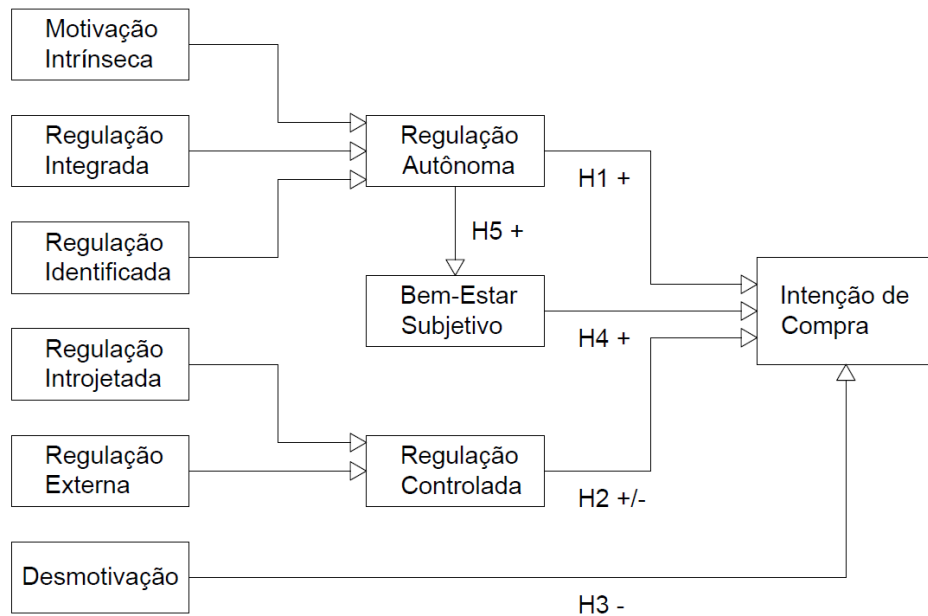 Motivação
Intrínseca
Regulação
Integrada
Regulação
Identificada
Regulação
Introjetada
Regulação
Externa
Desmotivação
Regulação
Autônoma
H5 +
Bem-Estar
Subjetivo
Regulação
Controlada
H1 +
H4 +
H2 +/-
H3 -
Intenção de
Compra